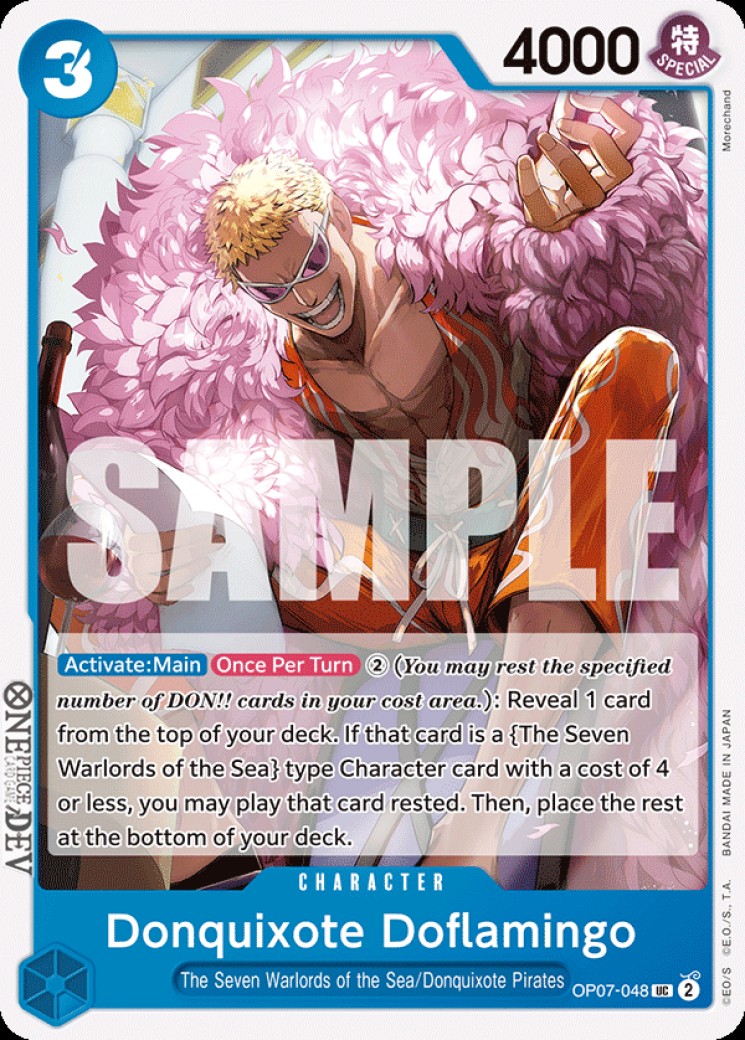 3
4000
特
SPECIAL
Morechand
SAMPLE
Activate:Main Once Per Turn ② (You may rest the specified
number of DON!! cards in your cost area.): Reveal 1 card
from the top of your deck. If that card is a {The Seven
Warlords of the Sea} type Character card with a cost of 4
or less, you may play that card rested. Then, place the rest
at the bottom of your deck.
ONE PIECE
CARD GAME
.DEV
BANDAI MADE IN JAPAN
©EO/S ©E.O./S., T.A.
CHARACTER
Donquixote Doflamingo
The Seven Warlords of the Sea/Donquixote Pirates
OP07-048 UC 2